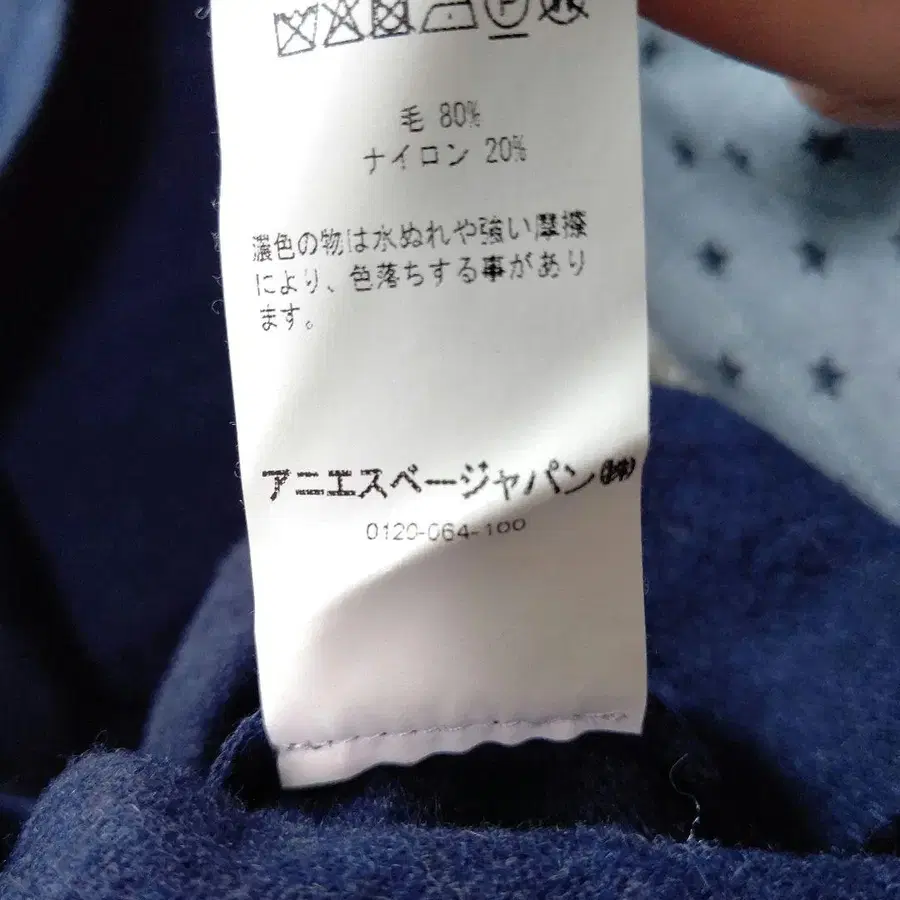 毛 80%
ナイロン 20%
濃色の物は水ぬれや強い摩擦
により、色落ちする事があり
ます。
アニエスベージャパン㈱
0120-064-100